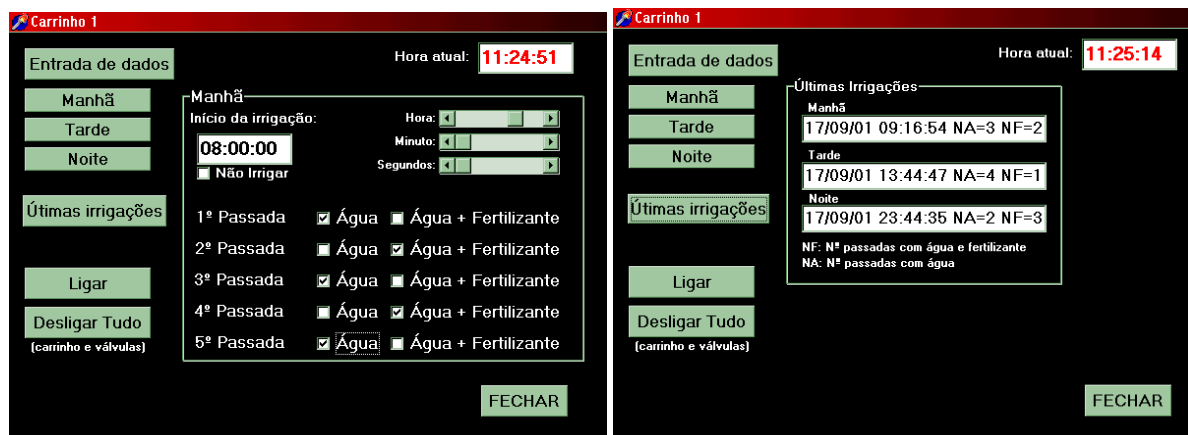 Carrinho 1
Hora atual: 11:24:51
Entrada de dados
Manhã
Tarde
Noite
Útimas irrigações
Ligar
Desligar Tudo
(carrinho e válvulas)
Manhã
Início da irrigação:
08:00:00
Não Irrigar
Hora:
Minuto:
Segundos:
1º Passada Água Água + Fertilizante
2º Passada Água Água + Fertilizante
3º Passada Água Água + Fertilizante
4º Passada Água Água + Fertilizante
5º Passada Água Água + Fertilizante
FECHAR
Carrinho 1
Hora atual: 11:25:14
Entrada de dados
Manhã
Tarde
Noite
Útimas irrigações
Ligar
Desligar Tudo
(carrinho e válvulas)
Últimas Irrigações
Manhã
17/09/01 09:16:54 NA=3 NF=2
Tarde
17/09/01 13:44:47 NA=4 NF=1
Noite
17/09/01 23:44:35 NA=2 NF=3
NF: Nº passadas com água e fertilizante
NA: Nº passadas com água
FECHAR